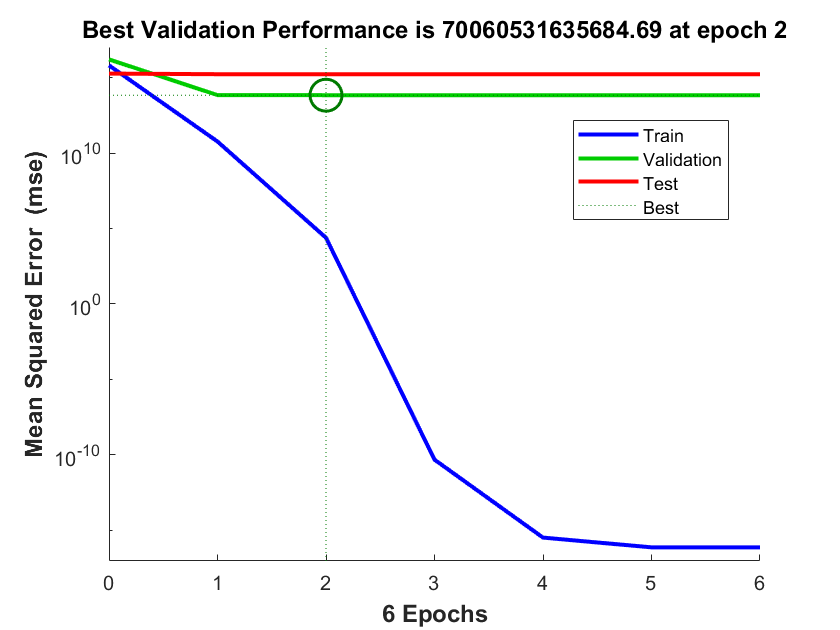 Best Validation Performance is 70060531635684.69 at epoch 2
Mean Squared Error (mse)
10^10
10^0
10^-10
Train
Validation
Test
Best
0 1 2 3 4 5 6
6 Epochs